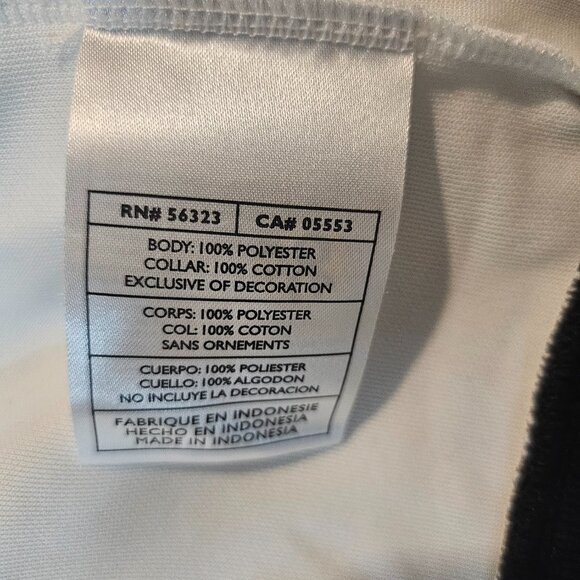 RN# 56323 CA# 05553
BODY: 100% POLYESTER
COLLAR: 100% COTTON
EXCLUSIVE OF DECORATION
CORPS: 100% POLYESTER
COL: 100% COTON
SANS ORNEMENTS
CUERPO: 100% POLIESTER
CUELLO: 100% ALGODON
NO INCLUYE LA DECORACION
FABRIQUE EN INDONESIE
HECHO EN INDONESIA
MADE IN INDONESIA